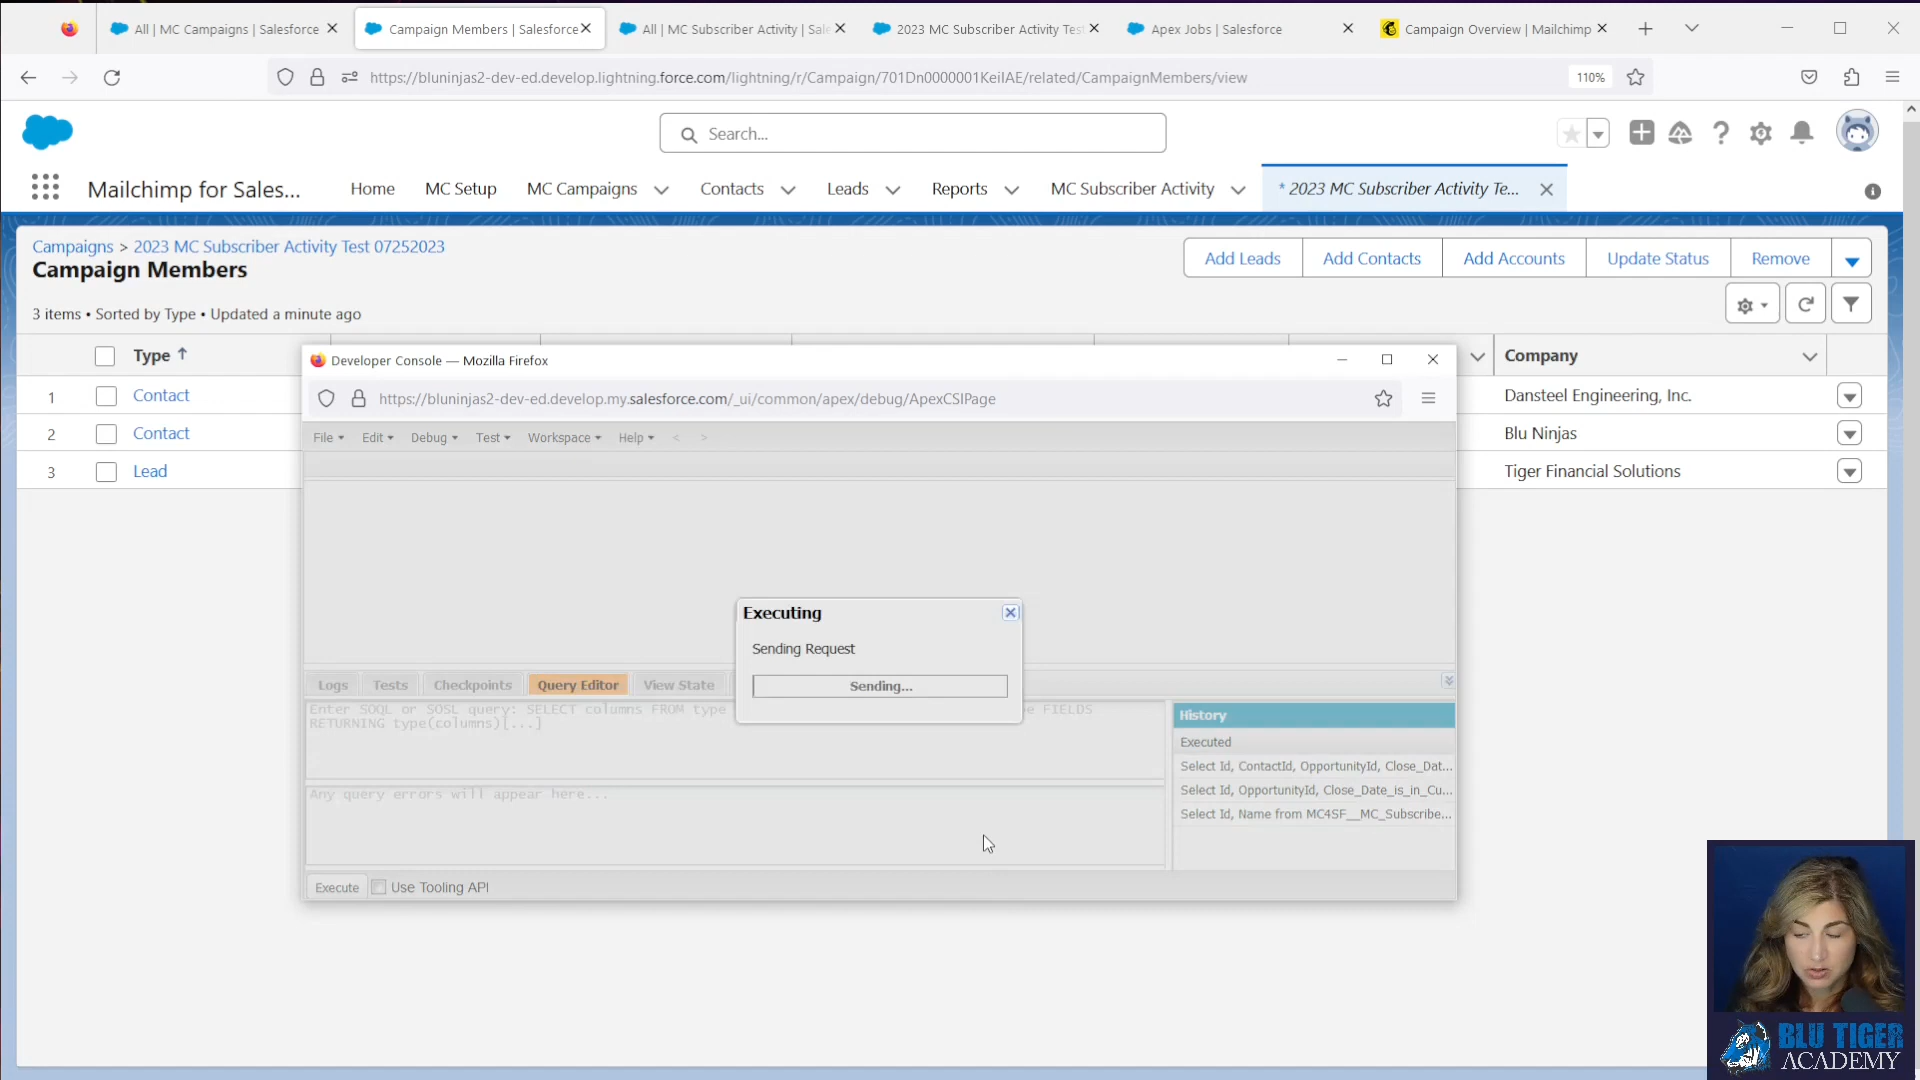 All | MC Campaigns | Salesforce
Campaign Members | Salesforce
All | MC Subscriber Activity | Sale
2023 MC Subscriber Activity Test
Apex Jobs | Salesforce
Campaign Overview | Mailchimp
https://bluninjas2-dev-ed.develop.lightning.force.com/lightning/r/Campaign/701Dn0000001KeiIAE/related/CampaignMembers/view
110%
Search...
Mailchimp for Sales...
Home
MC Setup
MC Campaigns
Contacts
Leads
Reports
MC Subscriber Activity
* 2023 MC Subscriber Activity Te...
Campaigns > 2023 MC Subscriber Activity Test 07252023
Campaign Members
Add Leads
Add Contacts
Add Accounts
Update Status
Remove
3 items • Sorted by Type • Updated a minute ago
Type
Company
1 Contact Dansteel Engineering, Inc.
2 Contact Blu Ninjas
3 Lead Tiger Financial Solutions
Developer Console — Mozilla Firefox
https://bluninjas2-dev-ed.develop.my.salesforce.com/_ui/common/apex/debug/ApexCSIPage
File
Edit
Debug
Test
Workspace
Help
< >
Executing
Sending Request
Sending...
Logs
Tests
Checkpoints
Query Editor
View State
Enter SOQL or SOSL query: SELECT columns FROM type
FIELDS
RETURNING type(columns)[...]
Any query errors will appear here...
History
Executed
Select Id, ContactId, OpportunityId, Close_Dat...
Select Id, OpportunityId, Close_Date_is_in_Cu...
Select Id, Name from MC4SF__MC_Subscribe...
Execute
Use Tooling API
BLU TIGER
ACADEMY